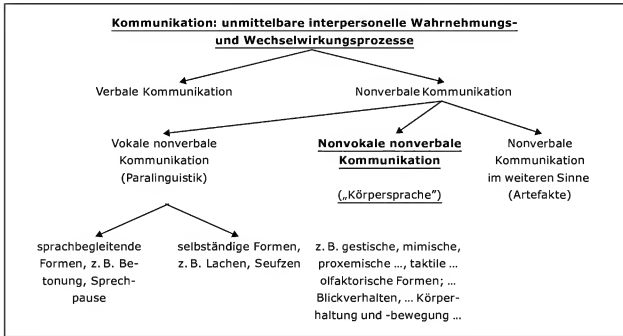 Kommunikation: unmittelbare interpersonelle Wahrnehmungs-
und Wechselwirkungsprozesse
Verbale Kommunikation
Nonverbale Kommunikation
Vokale nonverbale
Kommunikation
(Paralinguistik)
Nonvokale nonverbale
Kommunikation
(„Körpersprache")
Nonverbale
Kommunikation
im weiteren Sinne
(Artefakte)
sprachbegleitende
Formen, z. B. Be-
tonung, Sprech-
pause
selbständige Formen,
z. B. Lachen, Seufzen
z. B. gestische, mimische,
proxemische ..., taktile ...
olfaktorische Formen; ...
Blickverhalten, ... Körper-
haltung und -bewegung ...